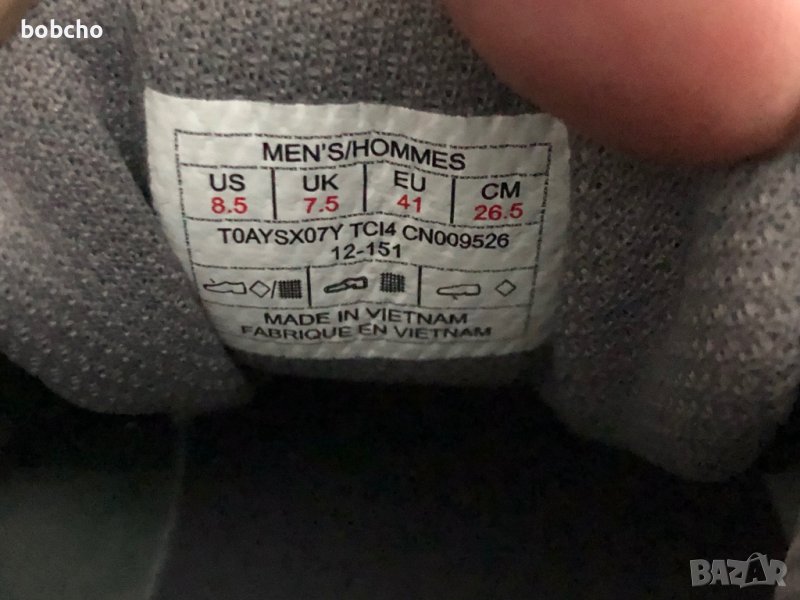 bobcho
MEN'S/HOMMES
US UK EU CM
8.5 7.5 41 26.5
T0AYSX07Y TCI4 CN009526
12-151
MADE IN VIETNAM
FABRIQUE EN VIETNAM
BAZAR